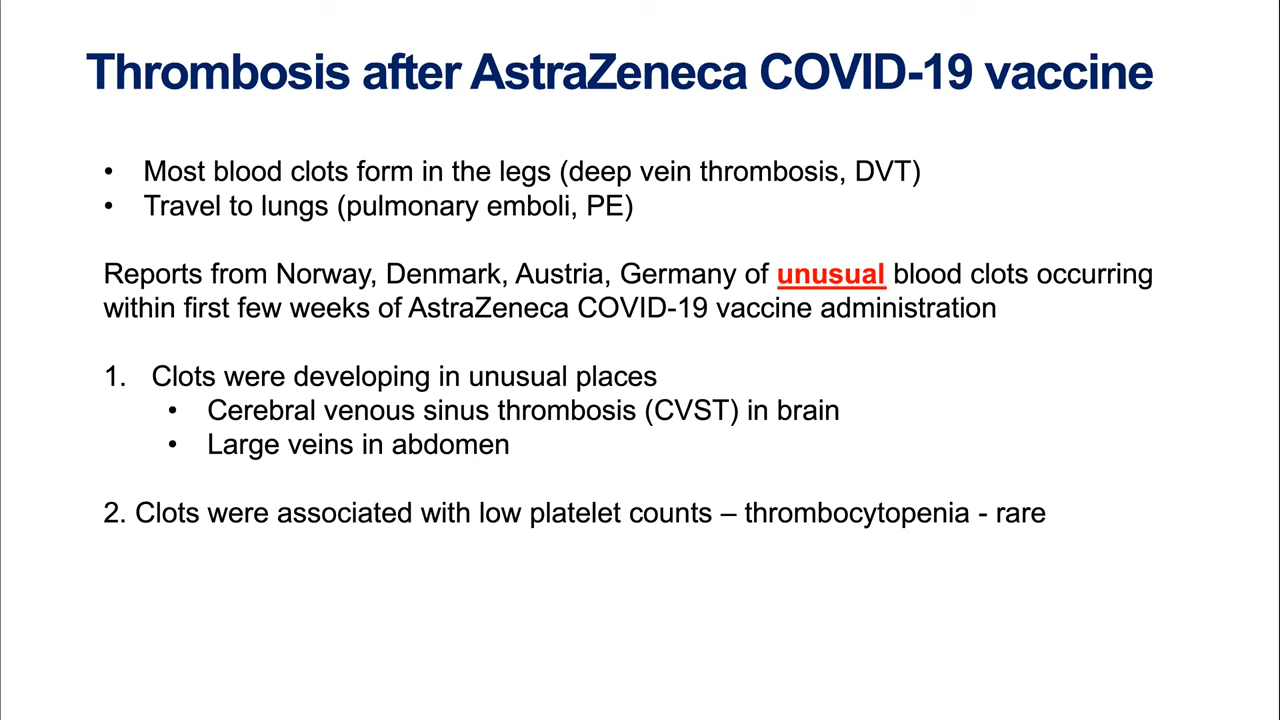 Thrombosis after AstraZeneca COVID-19 vaccine
• Most blood clots form in the legs (deep vein thrombosis, DVT)
• Travel to lungs (pulmonary emboli, PE)
Reports from Norway, Denmark, Austria, Germany of unusual blood clots occurring
within first few weeks of AstraZeneca COVID-19 vaccine administration
1. Clots were developing in unusual places
• Cerebral venous sinus thrombosis (CVST) in brain
• Large veins in abdomen
2. Clots were associated with low platelet counts – thrombocytopenia - rare